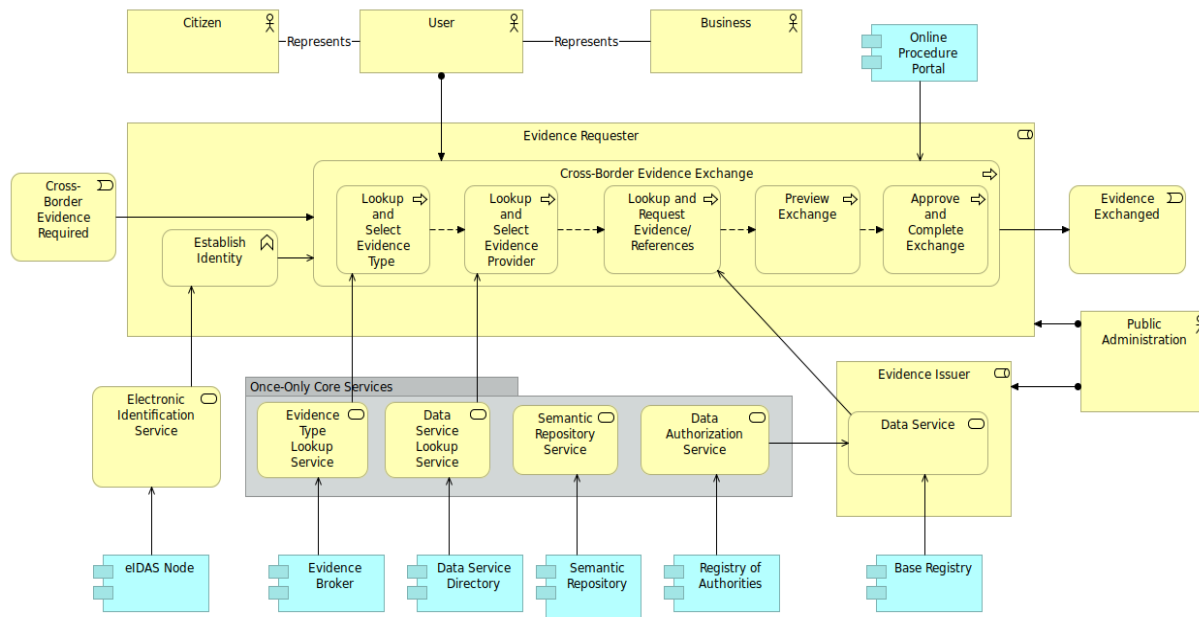 Citizen
User
Business
Represents
Represents
Online
Procedure
Portal
Evidence Requester
Cross-Border Evidence Exchange
Cross-
Border
Evidence
Required
Establish
Identity
Lookup
and
Select
Evidence
Type
Lookup
and
Select
Evidence
Provider
Lookup and
Request
Evidence/
References
Preview
Exchange
Approve
and
Complete
Exchange
Evidence
Exchanged
Public
Administration
Electronic
Identification
Service
Once-Only Core Services
Evidence
Type
Lookup
Service
Data
Service
Lookup
Service
Semantic
Repository
Service
Data
Authorization
Service
Evidence Issuer
Data Service
eIDAS Node
Evidence
Broker
Data Service
Directory
Semantic
Repository
Registry of
Authorities
Base Registry